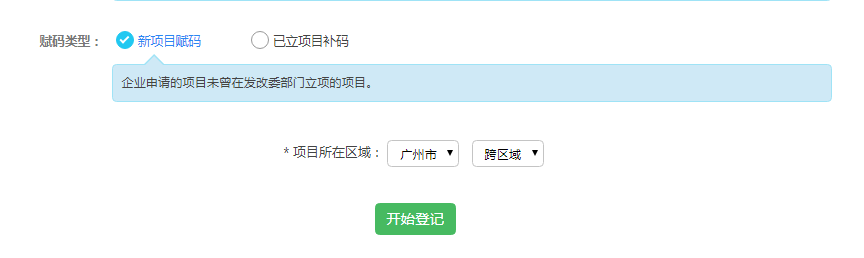 赋码类型： 新项目赋码 已立项目补码
企业申请的项目未曾在发改委部门立项的项目。
* 项目所在区域： 广州市 跨区域
开始登记